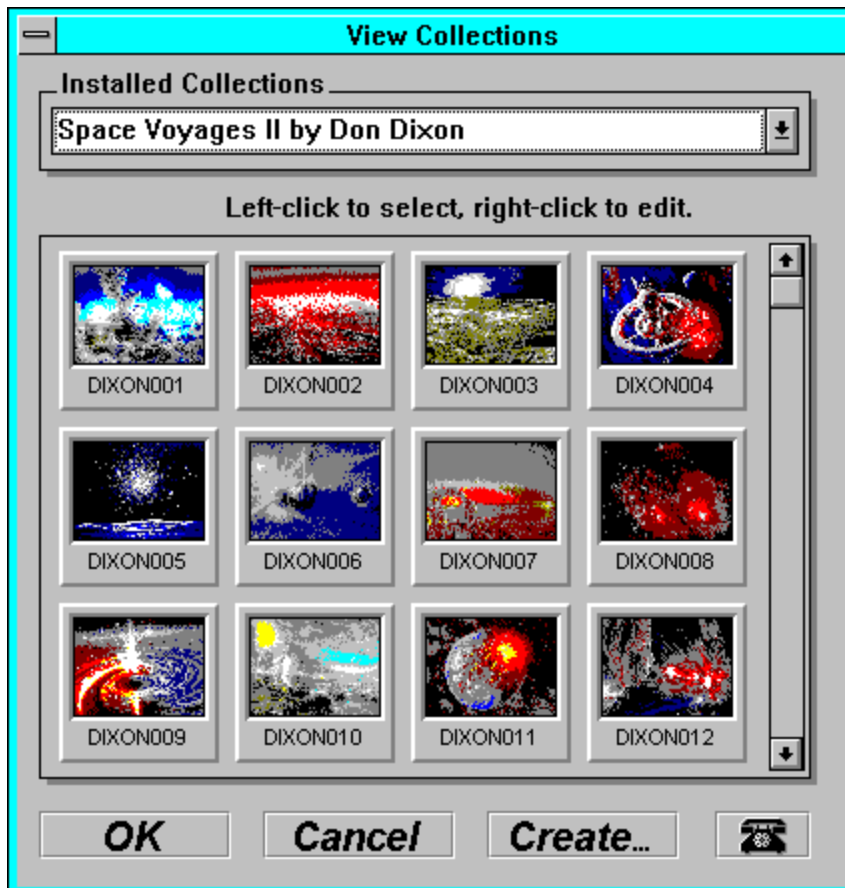 View Collections
Installed Collections
Space Voyages II by Don Dixon
Left-click to select, right-click to edit.
DIXON001 DIXON002 DIXON003 DIXON004
DIXON005 DIXON006 DIXON007 DIXON008
DIXON009 DIXON010 DIXON011 DIXON012
OK Cancel Create...